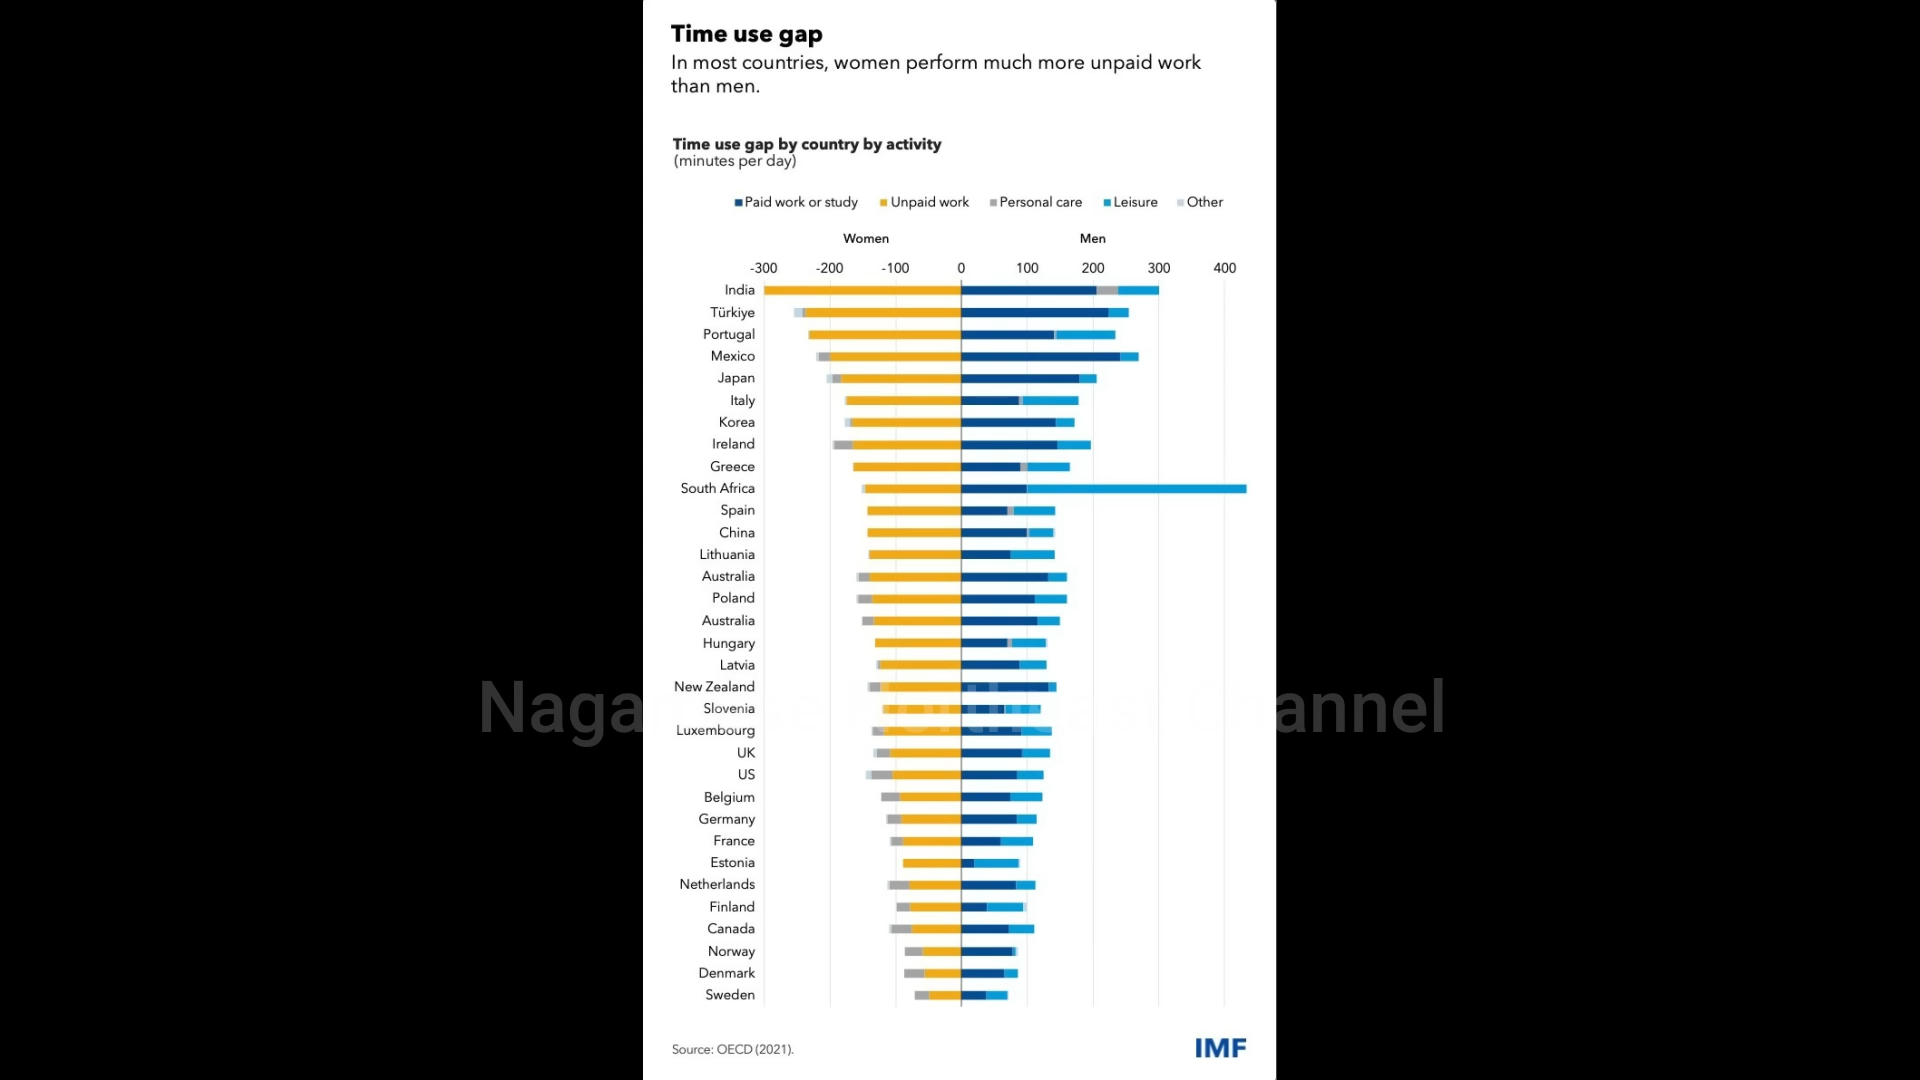 Time use gap
In most countries, women perform much more unpaid work
than men.
Time use gap by country by activity
(minutes per day)
Paid work or study Unpaid work Personal care Leisure Other
Women Men
-300 -200 -100 0 100 200 300 400
India
Türkiye
Portugal
Mexico
Japan
Italy
Korea
Ireland
Greece
South Africa
Spain
China
Lithuania
Australia
Poland
Australia
Hungary
Latvia
New Zealand
Slovenia
Luxembourg
UK
US
Belgium
Germany
France
Estonia
Netherlands
Finland
Canada
Norway
Denmark
Sweden
Source: OECD (2021).
IMF